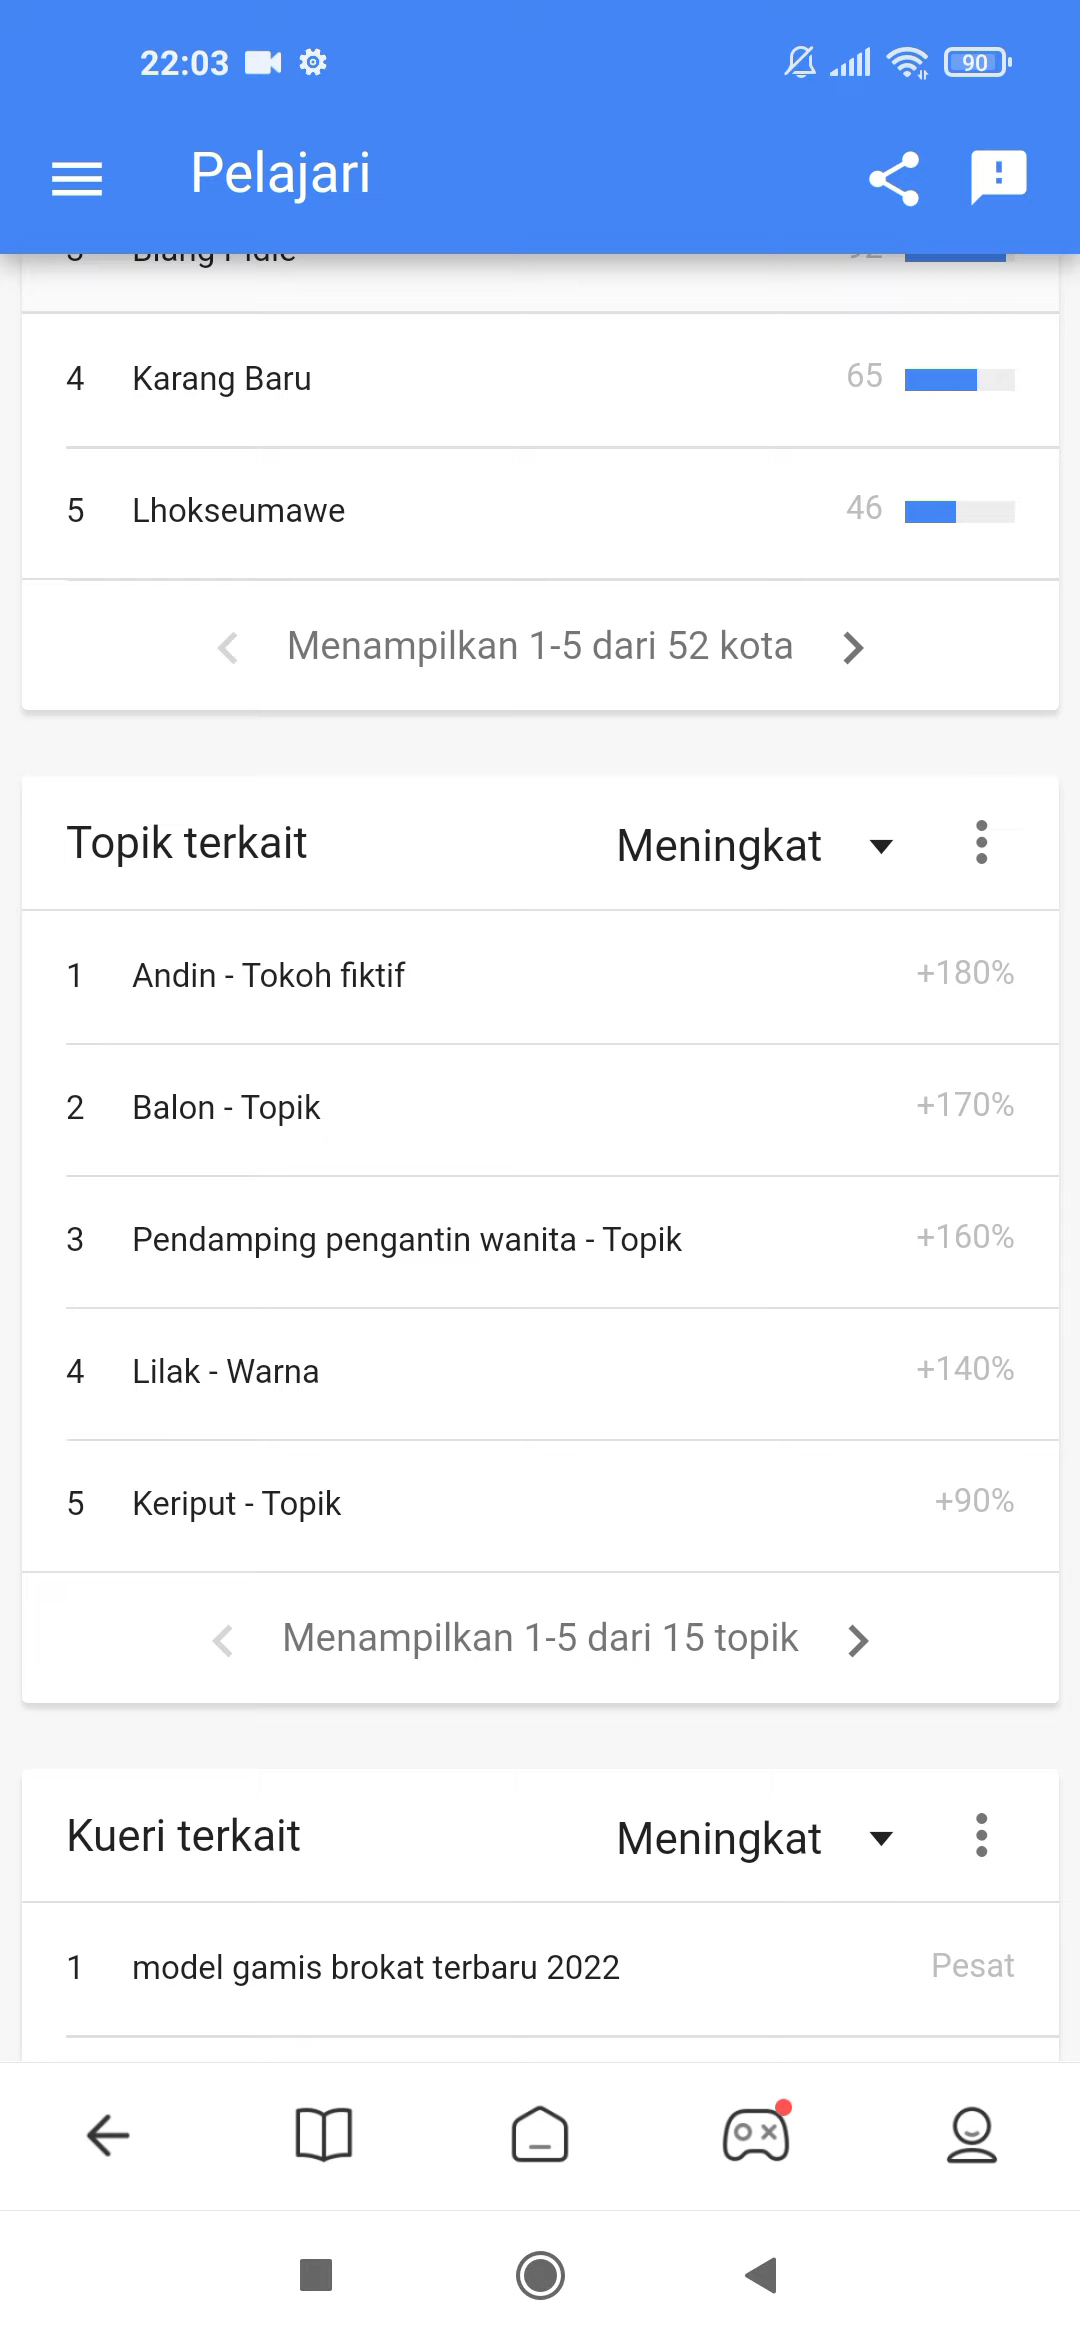 22:03
90
Pelajari
4 Karang Baru 65
5 Lhokseumawe 46
Menampilkan 1-5 dari 52 kota
Topik terkait Meningkat
1 Andin - Tokoh fiktif +180%
2 Balon - Topik +170%
3 Pendamping pengantin wanita - Topik +160%
4 Lilak - Warna +140%
5 Keriput - Topik +90%
Menampilkan 1-5 dari 15 topik
Kueri terkait Meningkat
1 model gamis brokat terbaru 2022 Pesat